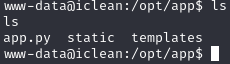 www-data@iclean:/opt/app$ ls
ls
app.py  static  templates
www-data@iclean:/opt/app$